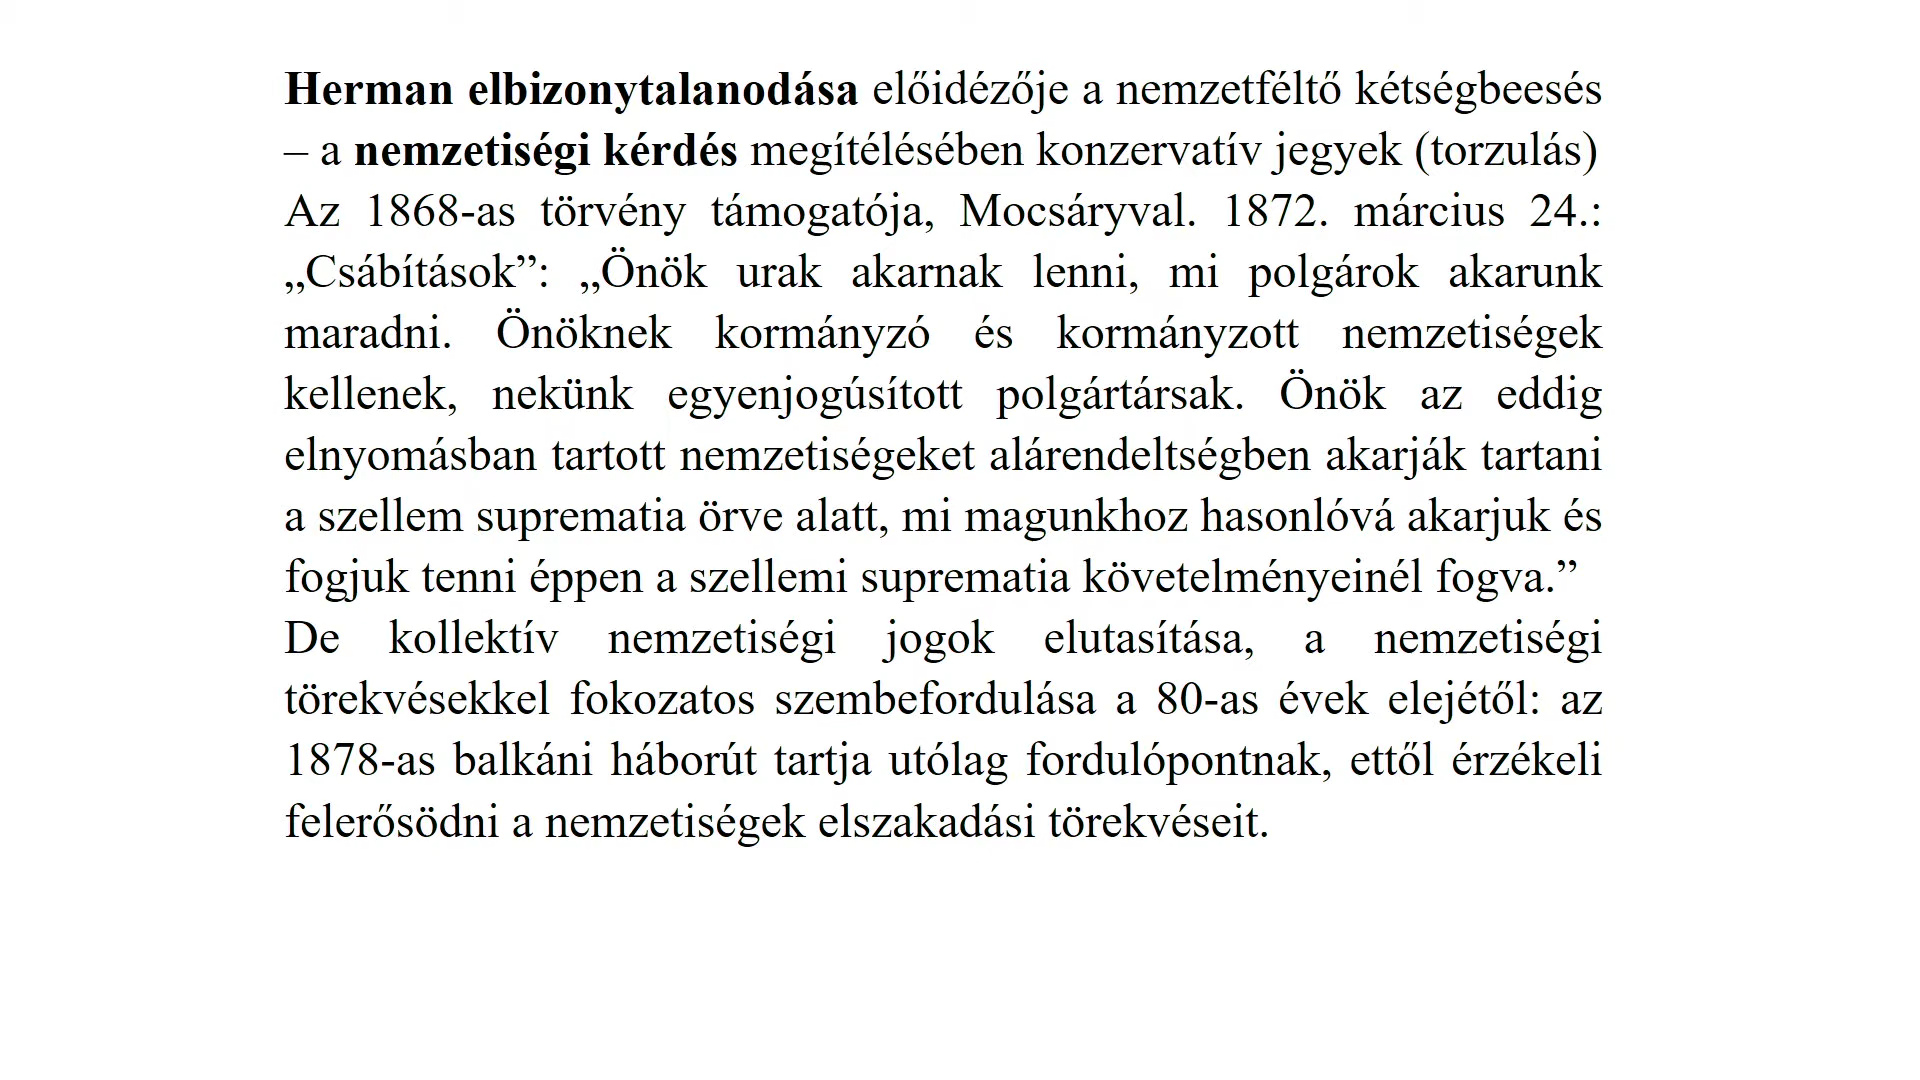 Herman elbizonytalanodása előidézője a nemzetféltő kétségbeesés
– a nemzetiségi kérdés megítélésében konzervatív jegyek (torzulás)
Az 1868-as törvény támogatója, Mocsáryval. 1872. március 24.:
„Csábítások”: „Önök urak akarnak lenni, mi polgárok akarunk
maradni. Önöknek kormányzó és kormányzott nemzetiségek
kellenek, nekünk egyenjogúsított polgártársak. Önök az eddig
elnyomásban tartott nemzetiségeket alárendeltségben akarják tartani
a szellem suprematia örve alatt, mi magunkhoz hasonlóvá akarjuk és
fogjuk tenni éppen a szellemi suprematia követelményeinél fogva.”
De kollektív nemzetiségi jogok elutasítása, a nemzetiségi
törekvésekkel fokozatos szembefordulása a 80-as évek elejétől: az
1878-as balkáni háborút tartja utólag fordulópontnak, ettől érzékeli
felerősödni a nemzetiségek elszakadási törekvéseit.